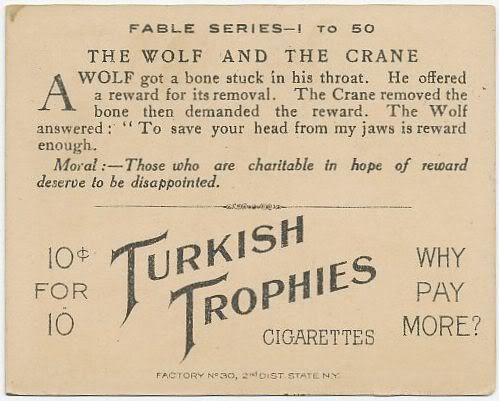 FABLE SERIES—1 TO 50
THE WOLF AND THE CRANE
A WOLF got a bone stuck in his throat. He offered
a reward for its removal. The Crane removed the
bone then demanded the reward. The Wolf
answered: "To save your head from my jaws is reward
enough.
Moral:—Those who are charitable in hope of reward
deserve to be disappointed.
10¢
FOR
10
TURKISH
TROPHIES
CIGARETTES
WHY
PAY
MORE?
FACTORY No 30, 2nd DIST. STATE N.Y.